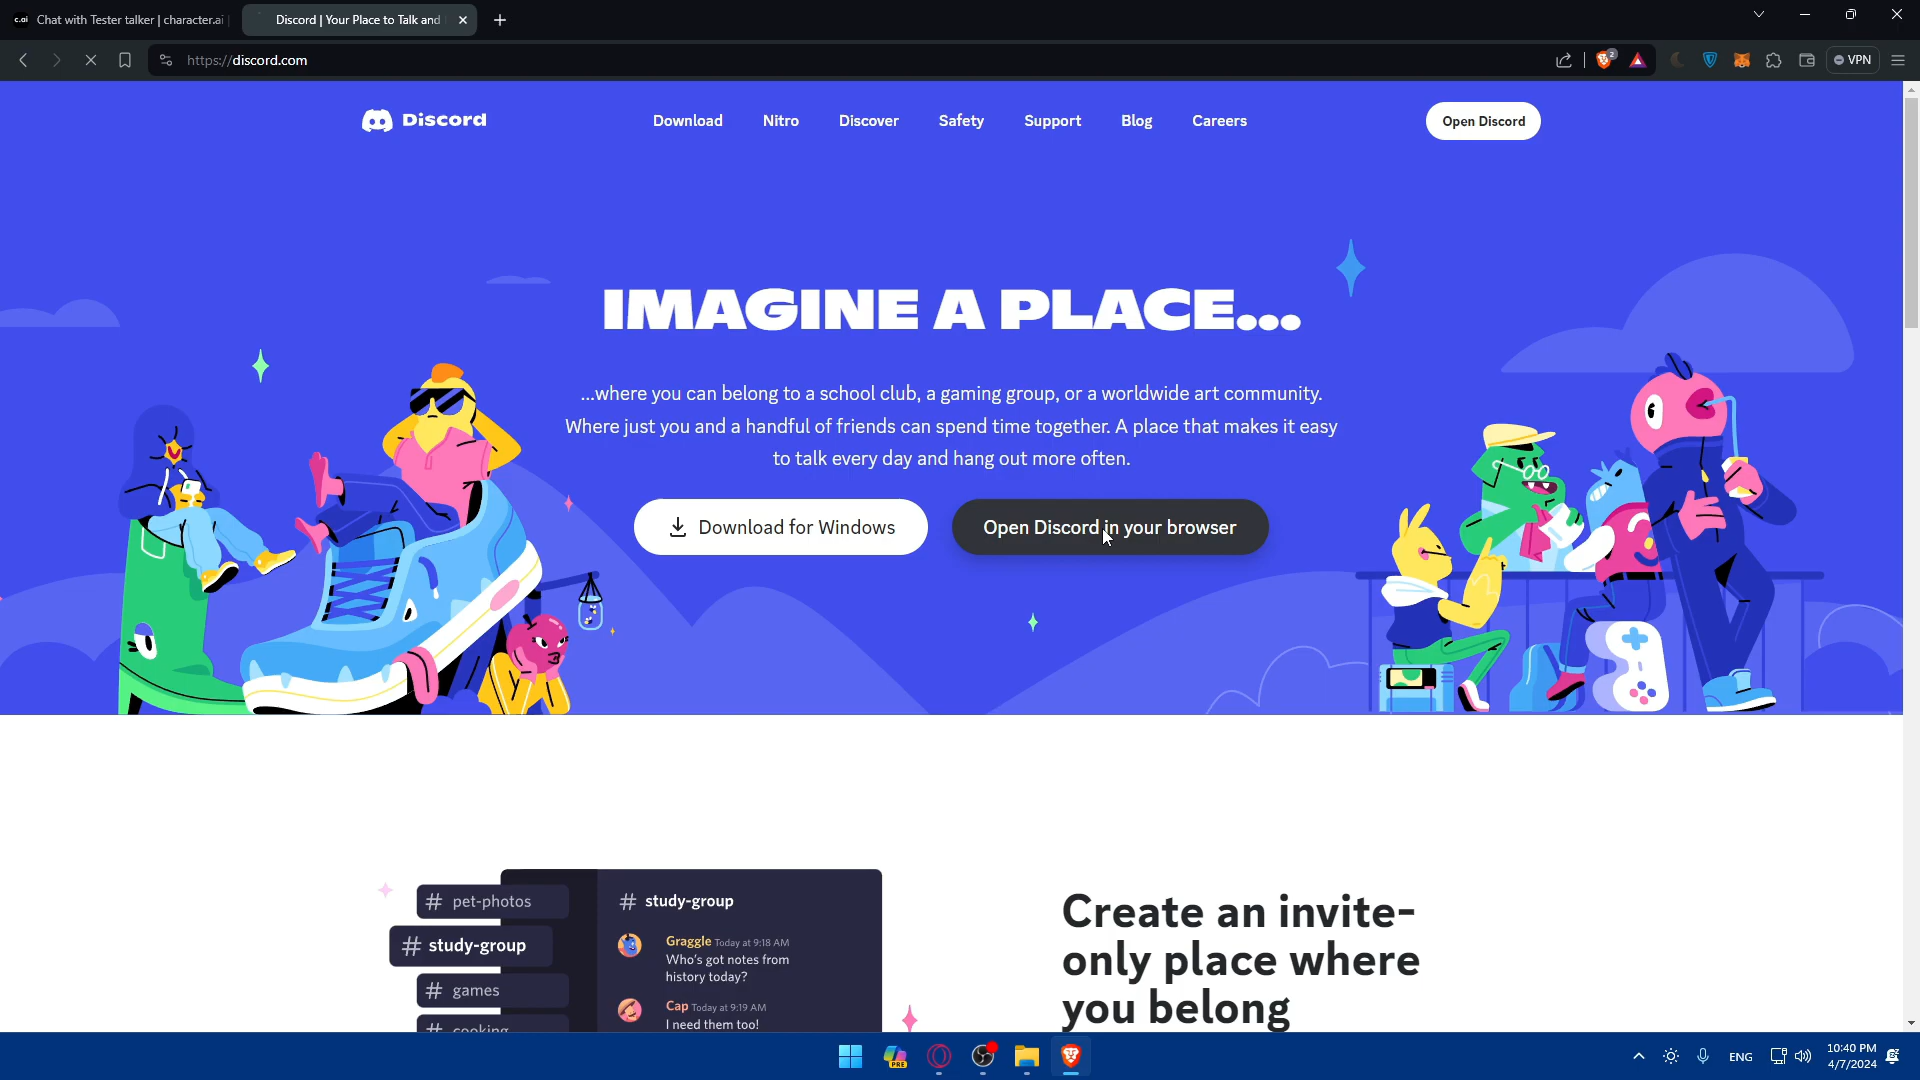 Chat with Tester talker | character.ai
Discord | Your Place to Talk and
https://discord.com
2
VPN
Discord
Download
Nitro
Discover
Safety
Support
Blog
Careers
Open Discord
IMAGINE A PLACE...
...where you can belong to a school club, a gaming group, or a worldwide art community.
Where just you and a handful of friends can spend time together. A place that makes it easy
to talk every day and hang out more often.
Download for Windows
Open Discord in your browser
# pet-photos
# study-group
# games
# cooking
# study-group
Graggle Today at 9:18 AM
Who's got notes from
history today?
Cap Today at 9:19 AM
I need them too!
Create an invite-
only place where
you belong
PRE
ENG
10:40 PM
4/7/2024